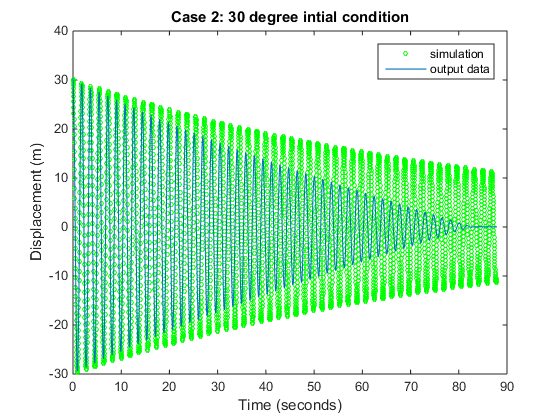 Case 2: 30 degree intial condition
simulation
output data
Displacement (m)
40
30
20
10
0
-10
-20
-30
0 10 20 30 40 50 60 70 80 90
Time (seconds)